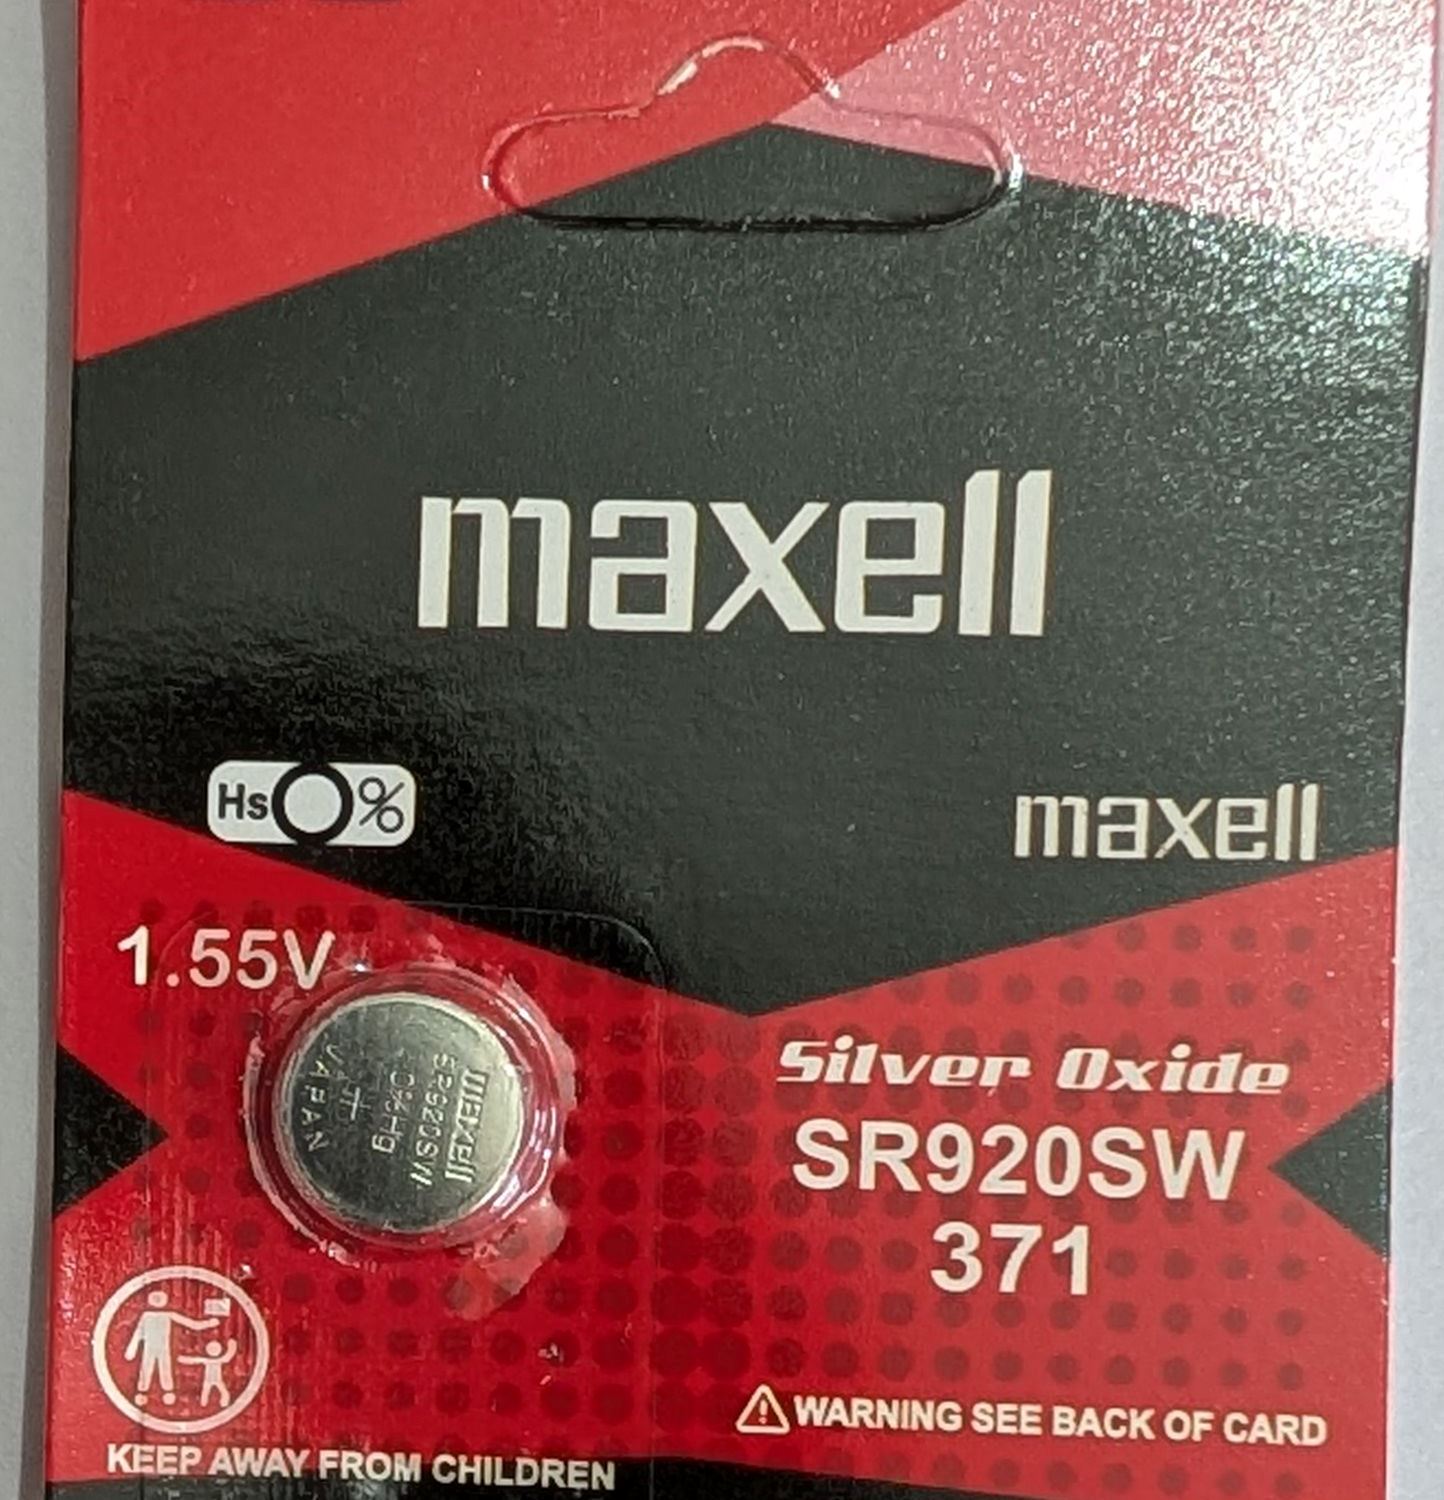 maxell
Hs 0%
maxell
1.55V
maxell
SR920SW
0%Hg
+
JAPAN
Silver Oxide
SR920SW
371
WARNING SEE BACK OF CARD
KEEP AWAY FROM CHILDREN